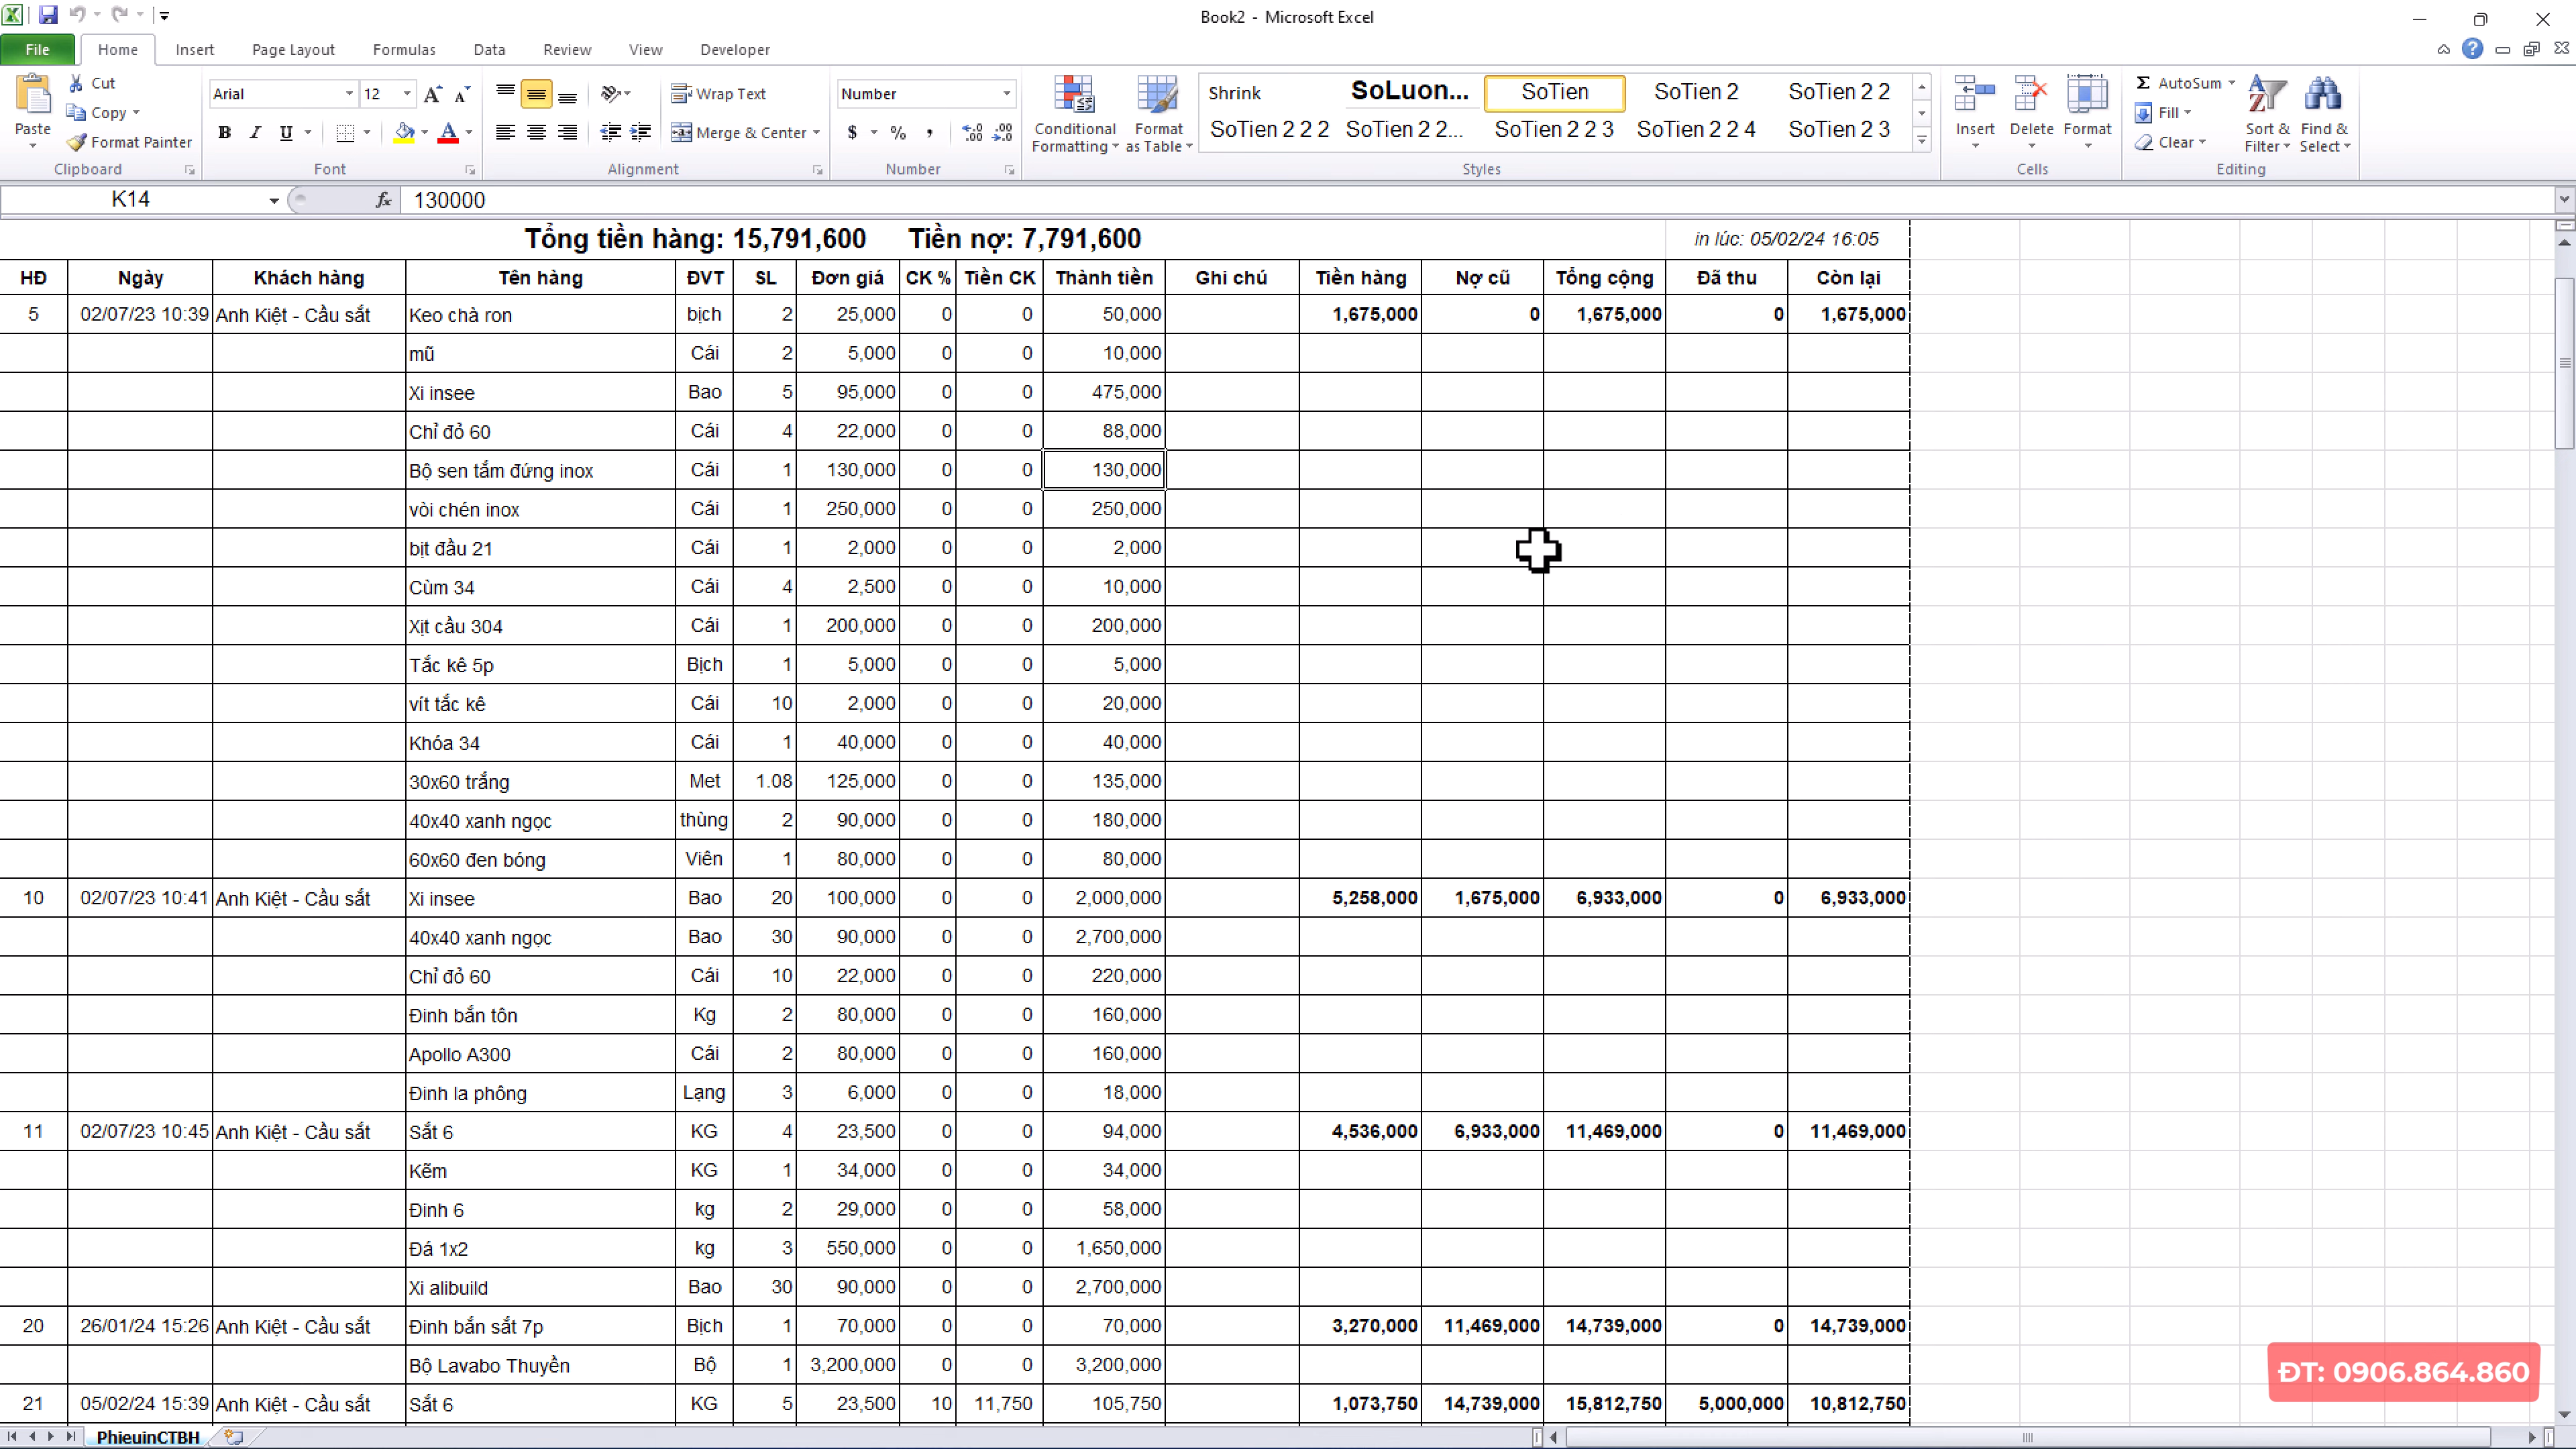 Book2 - Microsoft Excel
File Home Insert Page Layout Formulas Data Review View Developer
Paste Cut Copy Format Painter Clipboard
Arial 12 B I U Font
Wrap Text Merge & Center Alignment
Number $ % , Number
Conditional Formatting Format as Table
Shrink SoLuon... SoTien SoTien 2 SoTien 2 2
SoTien 2 2 2 SoTien 2 2... SoTien 2 2 3 SoTien 2 2 4 SoTien 2 3
Styles
Insert Delete Format Cells
Σ AutoSum Fill Clear Sort & Filter Find & Select Editing
K14 fx 130000
Tổng tiền hàng: 15,791,600 Tiền nợ: 7,791,600 in lúc: 05/02/24 16:05
HĐ Ngày Khách hàng Tên hàng ĐVT SL Đơn giá CK % Tiền CK Thành tiền Ghi chú Tiền hàng Nợ cũ Tổng cộng Đã thu Còn lại
5 02/07/23 10:39 Anh Kiệt - Cầu sắt Keo chà ron bịch 2 25,000 0 0 50,000 1,675,000 0 1,675,000 0 1,675,000
mũ Cái 2 5,000 0 0 10,000
Xi insee Bao 5 95,000 0 0 475,000
Chỉ đỏ 60 Cái 4 22,000 0 0 88,000
Bộ sen tắm đứng inox Cái 1 130,000 0 0 130,000
vòi chén inox Cái 1 250,000 0 0 250,000
bịt đầu 21 Cái 1 2,000 0 0 2,000
Cùm 34 Cái 4 2,500 0 0 10,000
Xịt cầu 304 Cái 1 200,000 0 0 200,000
Tắc kê 5p Bịch 1 5,000 0 0 5,000
vít tắc kê Cái 10 2,000 0 0 20,000
Khóa 34 Cái 1 40,000 0 0 40,000
30x60 trắng Met 1.08 125,000 0 0 135,000
40x40 xanh ngọc thùng 2 90,000 0 0 180,000
60x60 đen bóng Viên 1 80,000 0 0 80,000
10 02/07/23 10:41 Anh Kiệt - Cầu sắt Xi insee Bao 20 100,000 0 0 2,000,000 5,258,000 1,675,000 6,933,000 0 6,933,000
40x40 xanh ngọc Bao 30 90,000 0 0 2,700,000
Chỉ đỏ 60 Cái 10 22,000 0 0 220,000
Đinh bắn tôn Kg 2 80,000 0 0 160,000
Apollo A300 Cái 2 80,000 0 0 160,000
Đinh la phông Lạng 3 6,000 0 0 18,000
11 02/07/23 10:45 Anh Kiệt - Cầu sắt Sắt 6 KG 4 23,500 0 0 94,000 4,536,000 6,933,000 11,469,000 0 11,469,000
Kẽm KG 1 34,000 0 0 34,000
Đinh 6 kg 2 29,000 0 0 58,000
Đá 1x2 kg 3 550,000 0 0 1,650,000
Xi alibuild Bao 30 90,000 0 0 2,700,000
20 26/01/24 15:26 Anh Kiệt - Cầu sắt Đinh bắn sắt 7p Bịch 1 70,000 0 0 70,000 3,270,000 11,469,000 14,739,000 0 14,739,000
Bộ Lavabo Thuyền Bộ 1 3,200,000 0 0 3,200,000
21 05/02/24 15:39 Anh Kiệt - Cầu sắt Sắt 6 KG 5 23,500 10 11,750 105,750 1,073,750 14,739,000 15,812,750 5,000,000 10,812,750
ĐT: 0906.864.860
PhieuinCTBH